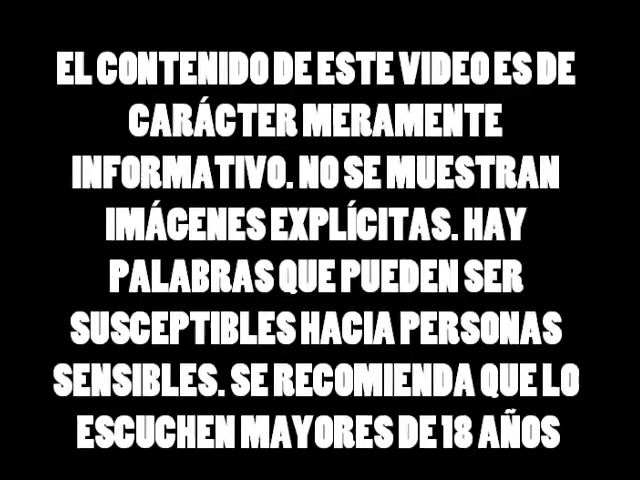 EL CONTENIDO DE ESTE VIDEO ES DE
CARÁCTER MERAMENTE
INFORMATIVO. NO SE MUESTRAN
IMÁGENES EXPLÍCITAS. HAY
PALABRAS QUE PUEDEN SER
SUSCEPTIBLES HACIA PERSONAS
SENSIBLES. SE RECOMIENDA QUE LO
ESCUCHEN MAYORES DE 18 AÑOS